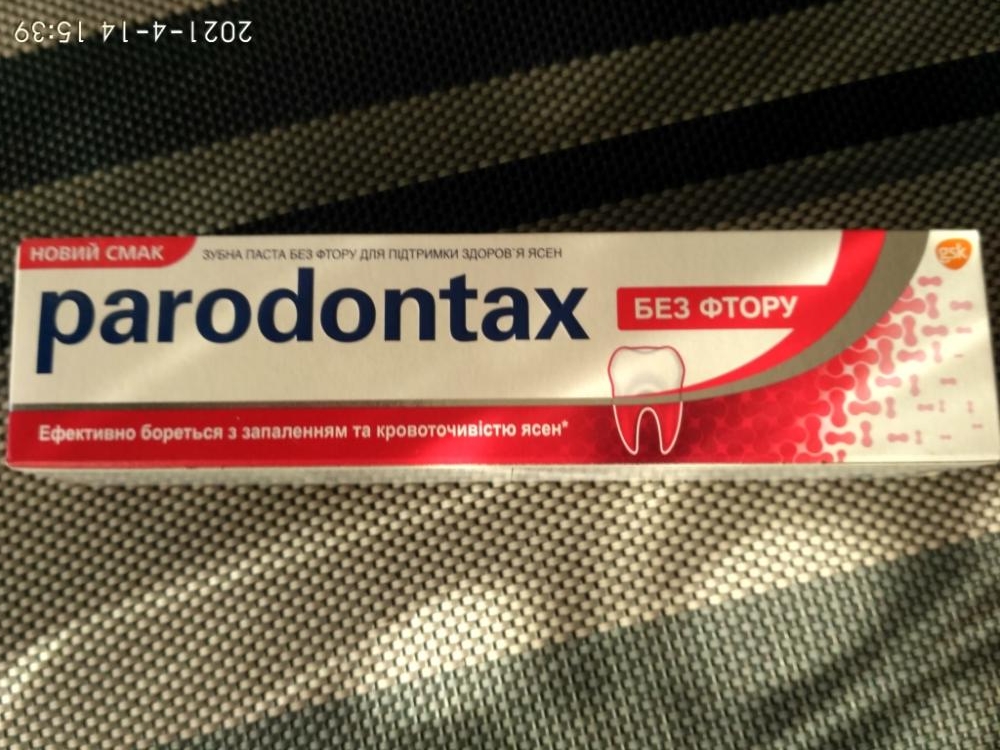 2021-4-14 15:39
НОВИЙ СМАК
ЗУБНА ПАСТА БЕЗ ФТОРУ ДЛЯ ПІДТРИМКИ ЗДОРОВ`Я ЯСЕН
gsk
parodontax
БЕЗ ФТОРУ
Ефективно бореться з запаленням та кровоточивістю ясен*